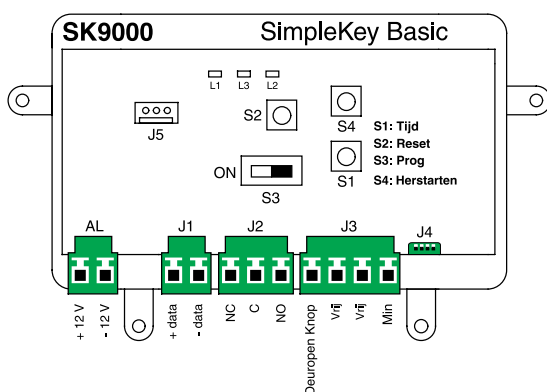 SK9000 SimpleKey Basic
L1 L3 L2
J5
S2
S4
S1: Tijd
S2: Reset
S3: Prog
S4: Herstarten
ON
S3
S1
AL J1 J2 J3 J4
+ 12 V
- 12 V
+ data
- data
NC
C
NO
Deuropen Knop
Vrij
Vrij
Min